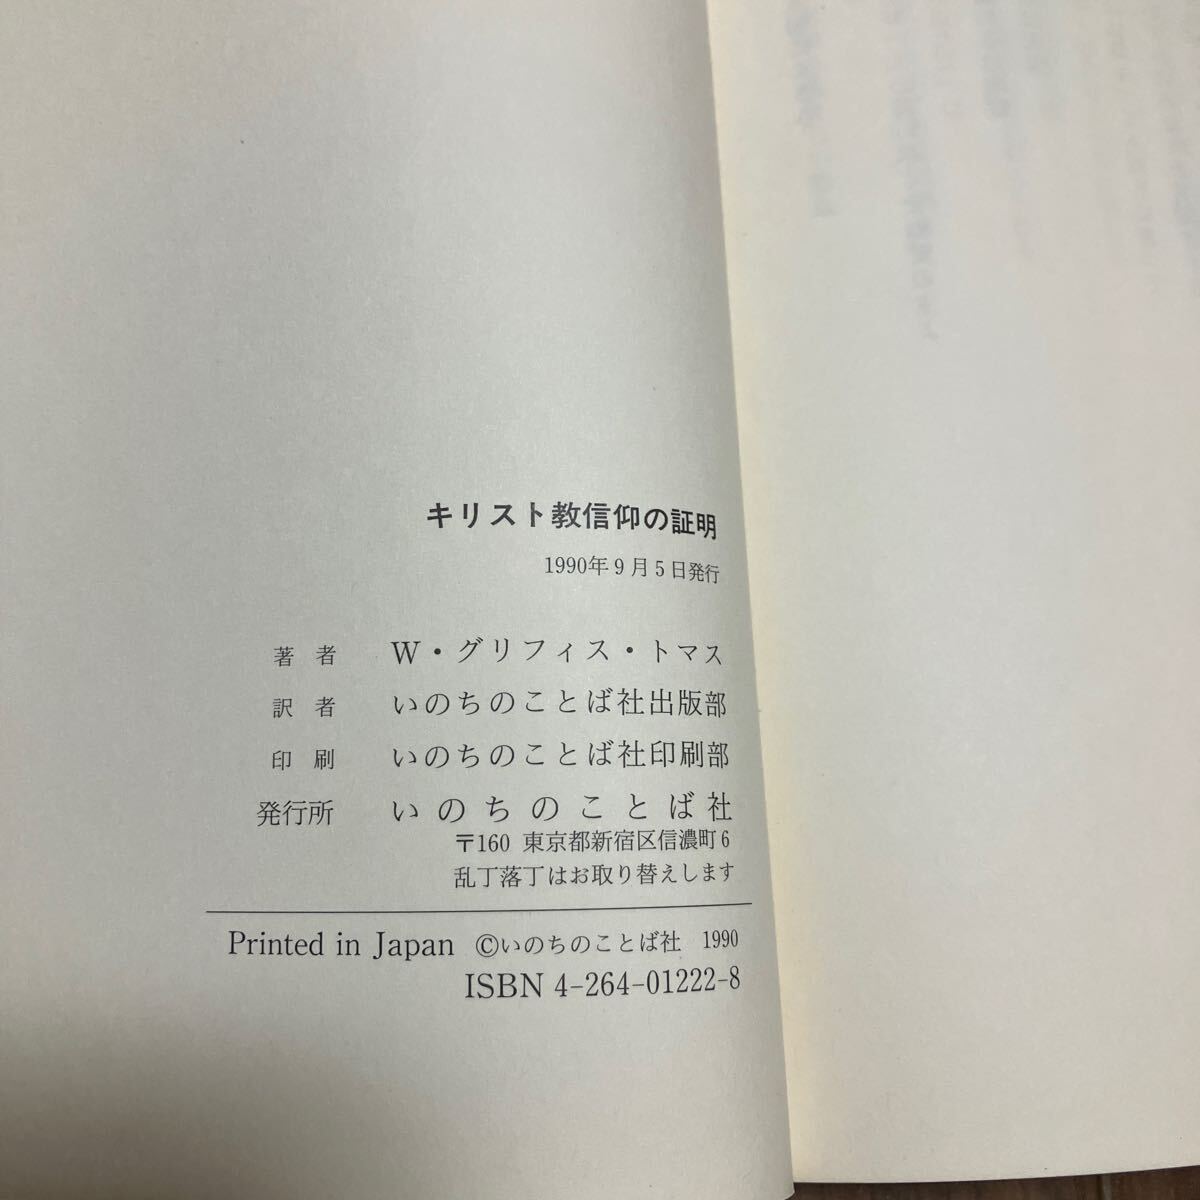 キリスト教信仰の証明
1990年9月5日発行
著者 W・グリフィス・トマス
訳者 いのちのことば社出版部
印刷 いのちのことば社印刷部
発行所 いのちのことば社
〒160 東京都新宿区信濃町6
乱丁落丁はお取り替えします
Printed in Japan ©いのちのことば社 1990
ISBN 4-264-01222-8